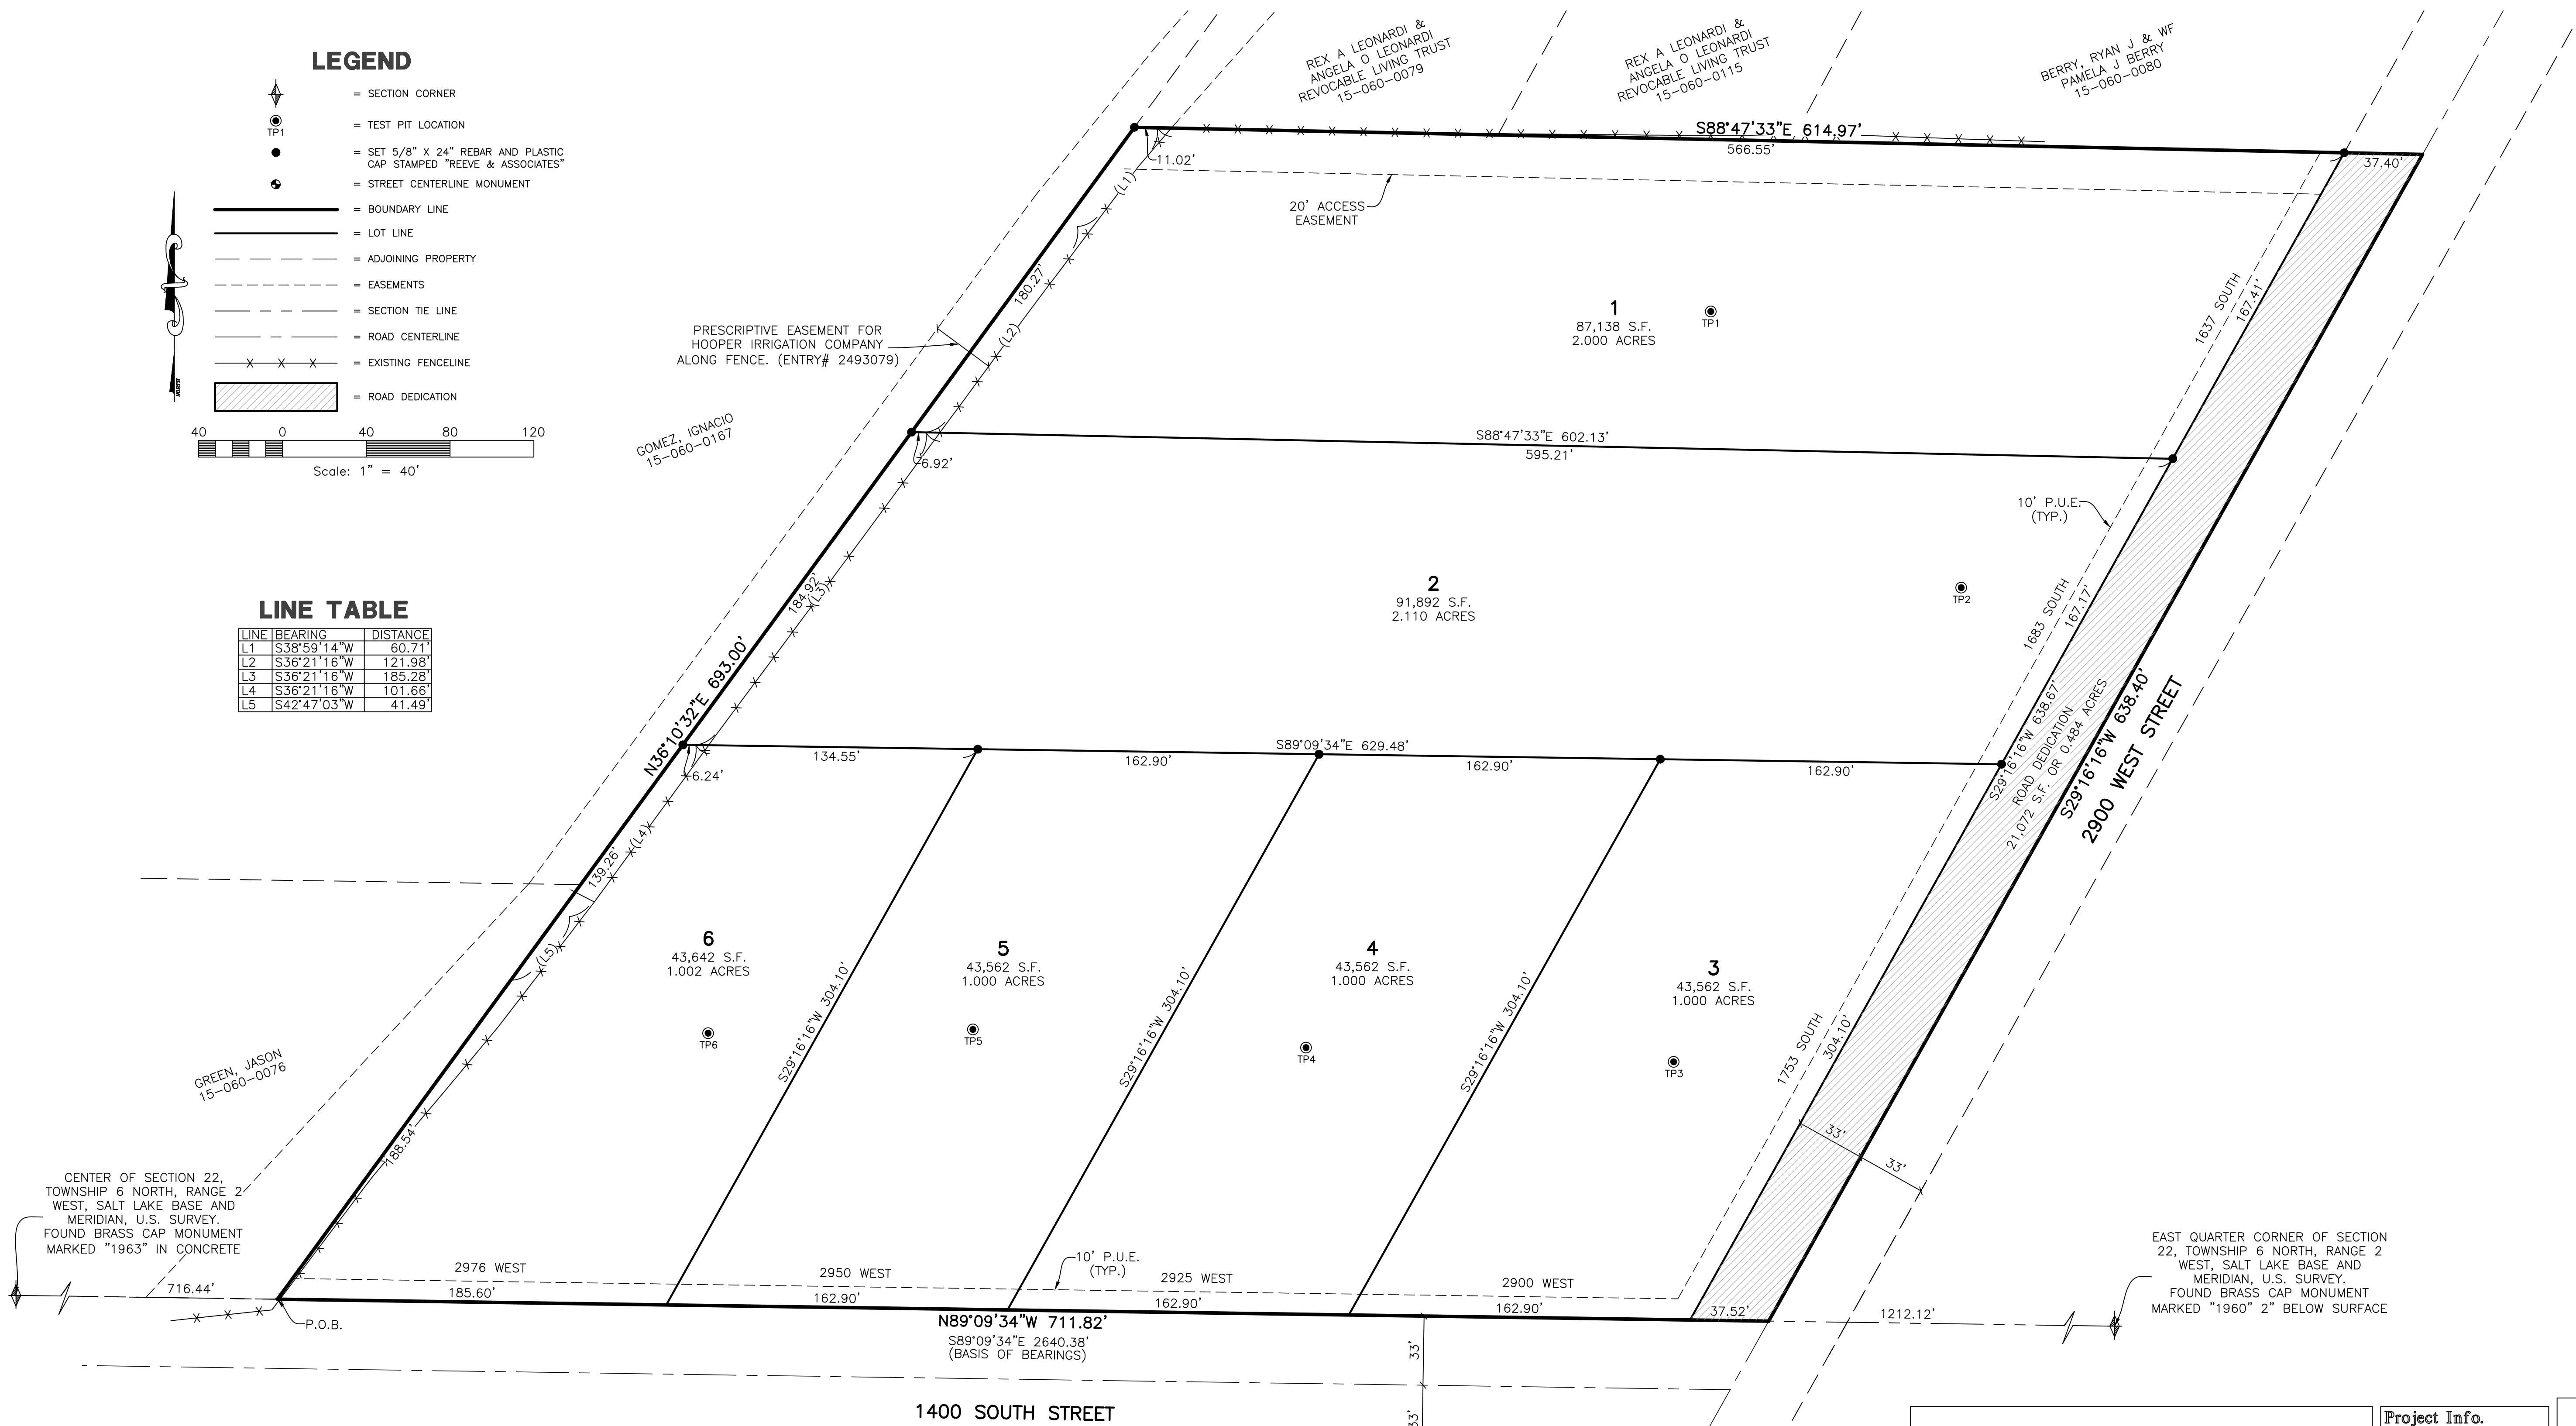 LEGEND
= SECTION CORNER
TP1
= TEST PIT LOCATION
= SET 5/8" X 24" REBAR AND PLASTIC
CAP STAMPED "REEVE & ASSOCIATES"
= STREET CENTERLINE MONUMENT
= BOUNDARY LINE
= LOT LINE
= ADJOINING PROPERTY
= EASEMENTS
= SECTION TIE LINE
= ROAD CENTERLINE
X X X
= EXISTING FENCELINE
= ROAD DEDICATION
40 0 40 80 120
Scale: 1" = 40'
LINE TABLE
LINE BEARING DISTANCE
L1 S38°59'14"W 60.71'
L2 S36°21'16"W 121.98'
L3 S36°21'16"W 185.28'
L4 S36°21'16"W 101.66'
L5 S42°47'03"W 41.49'
REX A LEONARDI &
ANGELA O LEONARDI
REVOCABLE LIVING TRUST
15-060-0079
REX A LEONARDI &
ANGELA O LEONARDI
REVOCABLE LIVING TRUST
15-060-0115
BERRY, RYAN J & WF
PAMELA J BERRY
15-060-0080
S88°47'33"E 614.97'
566.55'
37.40'
11.02'
(L1)
20' ACCESS
EASEMENT
180.27'
(L2)
PRESCRIPTIVE EASEMENT FOR
HOOPER IRRIGATION COMPANY
ALONG FENCE. (ENTRY# 2493079)
1
87,138 S.F.
2.000 ACRES
TP1
1637 SOUTH
167.41'
GOMEZ, IGNACIO
15-060-0167
S88°47'33"E 602.13'
595.21'
6.92'
10' P.U.E.
(TYP.)
184.92'
(L3)
2
91,892 S.F.
2.110 ACRES
TP2
1683 SOUTH
167.17'
N36°10'32"E 693.00'
S29°16'16"W 638.67'
ROAD DEDICATION
21,072 S.F. OR 0.484 ACRES
S29°16'16"W 638.40'
2900 WEST STREET
S89°09'34"E 629.48'
134.55'
162.90'
162.90'
162.90'
6.24'
(L4)
139.26'
(L5)
6
43,642 S.F.
1.002 ACRES
TP6
S29°16'16"W 304.10'
5
43,562 S.F.
1.000 ACRES
TP5
S29°16'16"W 304.10'
4
43,562 S.F.
1.000 ACRES
TP4
S29°16'16"W 304.10'
3
43,562 S.F.
1.000 ACRES
TP3
1753 SOUTH
304.10'
33'
33'
GREEN, JASON
15-060-0076
188.54'
CENTER OF SECTION 22,
TOWNSHIP 6 NORTH, RANGE 2
WEST, SALT LAKE BASE AND
MERIDIAN, U.S. SURVEY.
FOUND BRASS CAP MONUMENT
MARKED "1963" IN CONCRETE
716.44'
P.O.B.
2976 WEST
185.60'
2950 WEST
162.90'
10' P.U.E.
(TYP.)
2925 WEST
162.90'
2900 WEST
162.90'
37.52'
N89°09'34"W 711.82'
S89°09'34"E 2640.38'
(BASIS OF BEARINGS)
1212.12'
EAST QUARTER CORNER OF SECTION
22, TOWNSHIP 6 NORTH, RANGE 2
WEST, SALT LAKE BASE AND
MERIDIAN, U.S. SURVEY.
FOUND BRASS CAP MONUMENT
MARKED "1960" 2" BELOW SURFACE
33'
33'
1400 SOUTH STREET
Project Info.